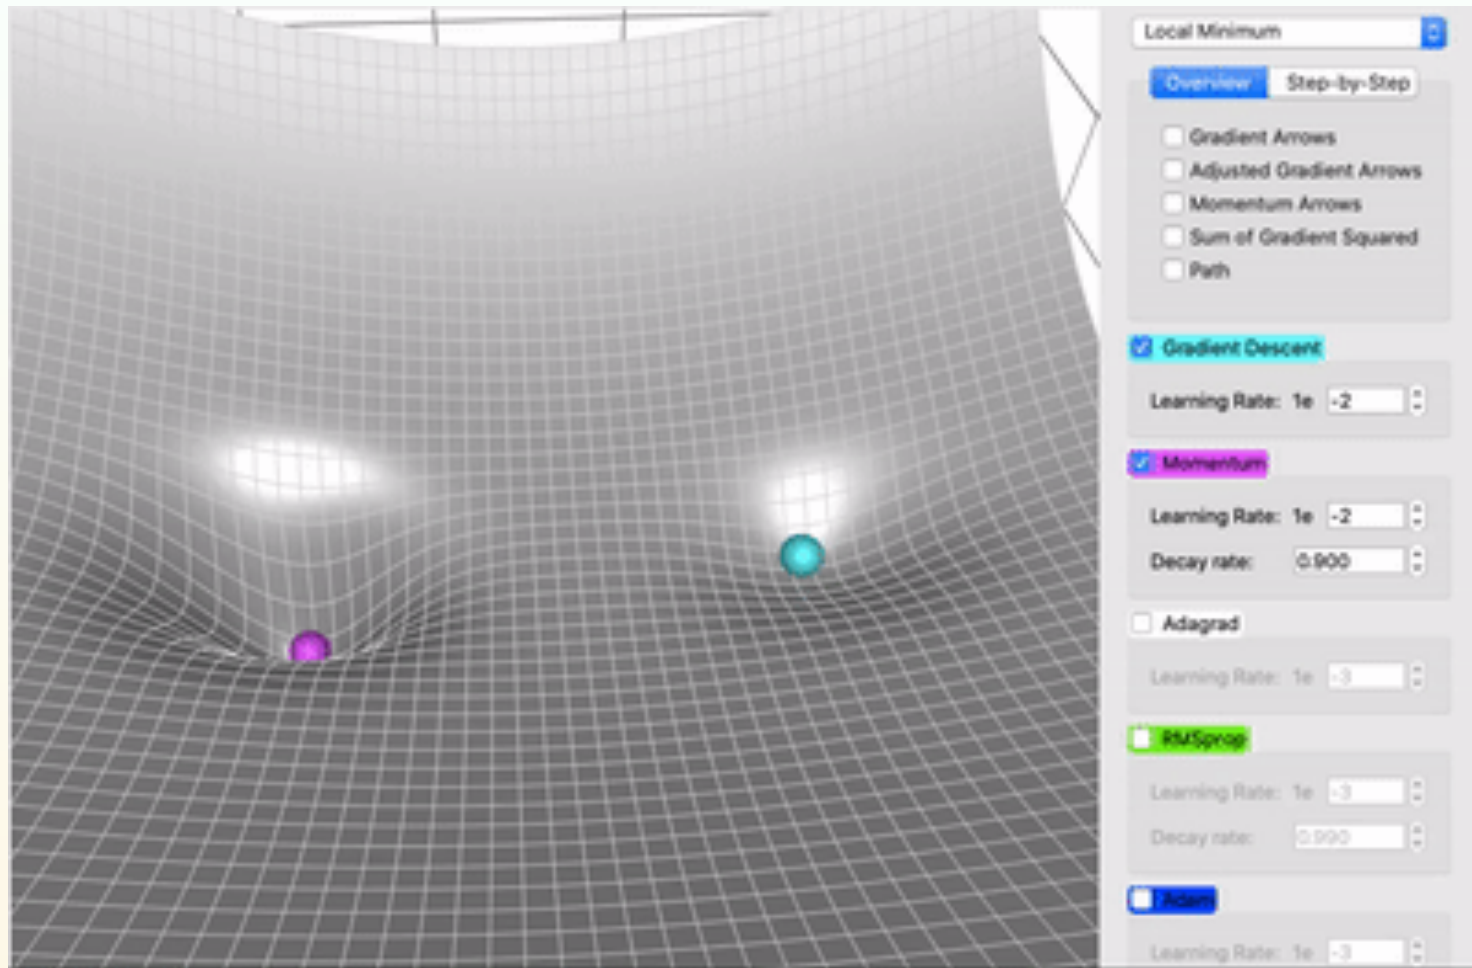 Local Minimum
Overview Step-by-Step
Gradient Arrows
Adjusted Gradient Arrows
Momentum Arrows
Sum of Gradient Squared
Path
Gradient Descent
Learning Rate: 1e -2
Momentum
Learning Rate: 1e -2
Decay rate: 0.900
Adagrad
Learning Rate: 1e -3
RMSprop
Learning Rate: 1e -3
Decay rate: 0.990
Adam
Learning Rate: 1e -3